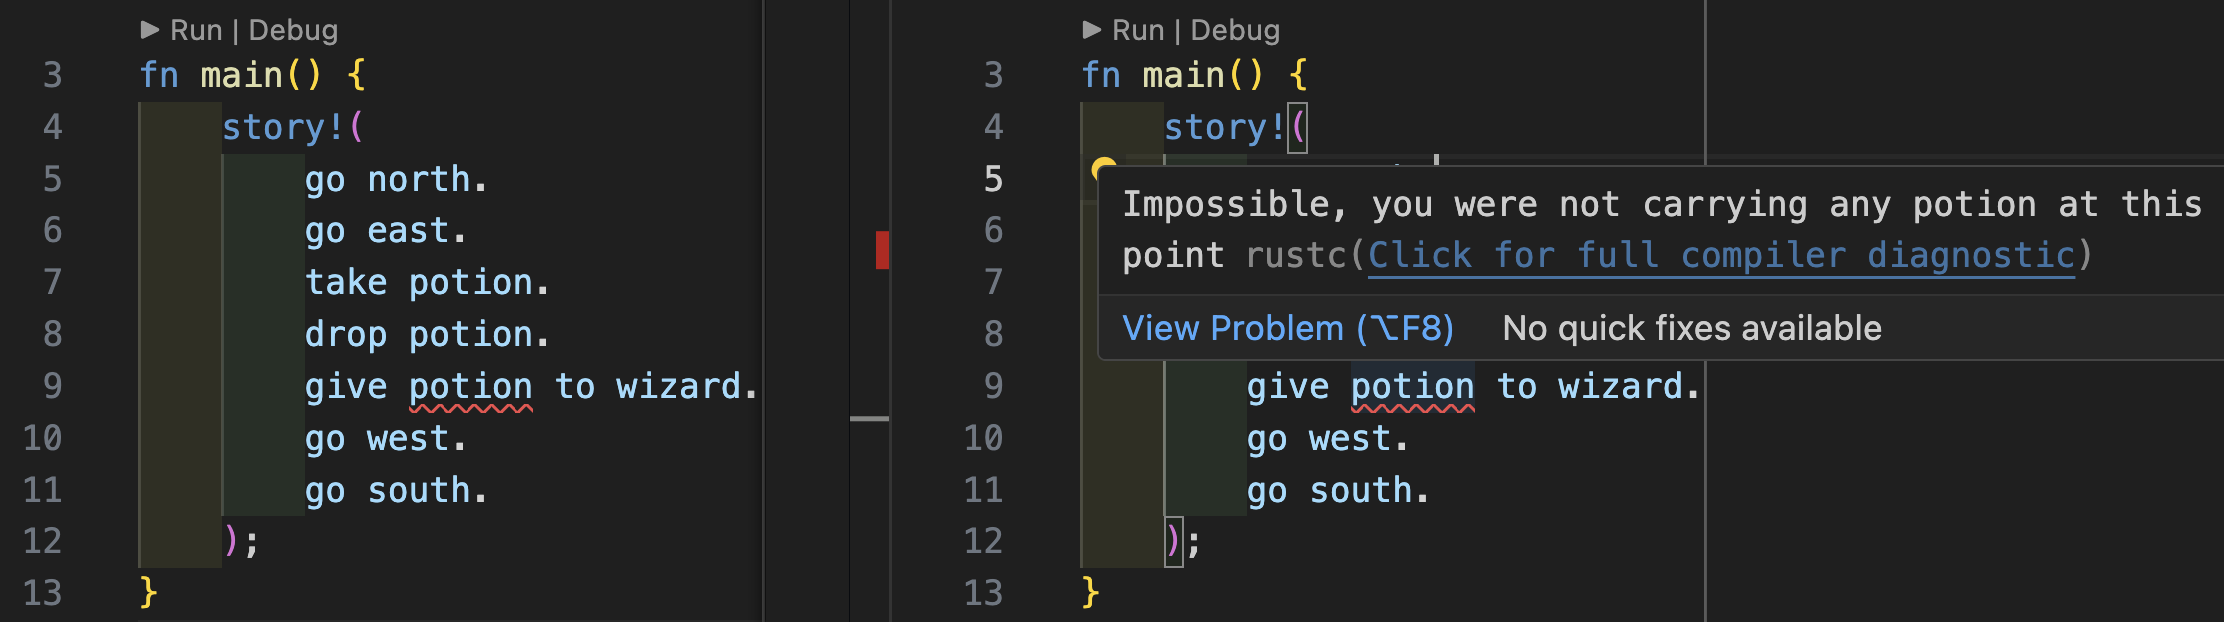 ▶ Run | Debug
3 fn main() {
4 story!(
5 go north.
6 go east.
7 take potion.
8 drop potion.
9 give potion to wizard.
10 go west.
11 go south.
12 );
13 }
▶ Run | Debug
3 fn main() {
4 story!(
5
Impossible, you were not carrying any potion at this
6
point rustc(Click for full compiler diagnostic)
7
8 View Problem (⌥F8) No quick fixes available
9 give potion to wizard.
10 go west.
11 go south.
12 );
13 }